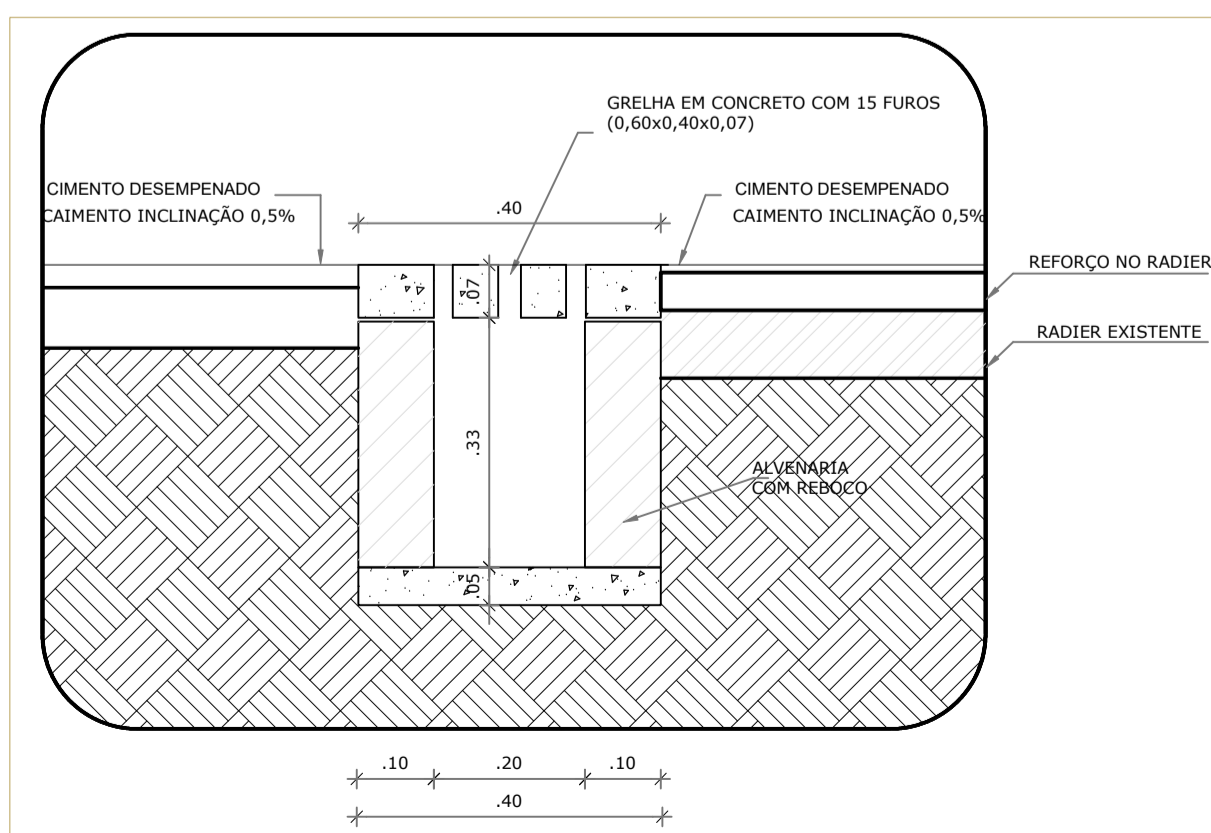 GRELHA EM CONCRETO COM 15 FUROS
(0,60x0,40x0,07)
CIMENTO DESEMPENADO
CAIMENTO INCLINAÇÃO 0,5%
CIMENTO DESEMPENADO
CAIMENTO INCLINAÇÃO 0,5%
.40
REFORÇO NO RADIER
.07
RADIER EXISTENTE
.33
ALVENARIA
COM REBOCO
.05
.10
.20
.10
.40